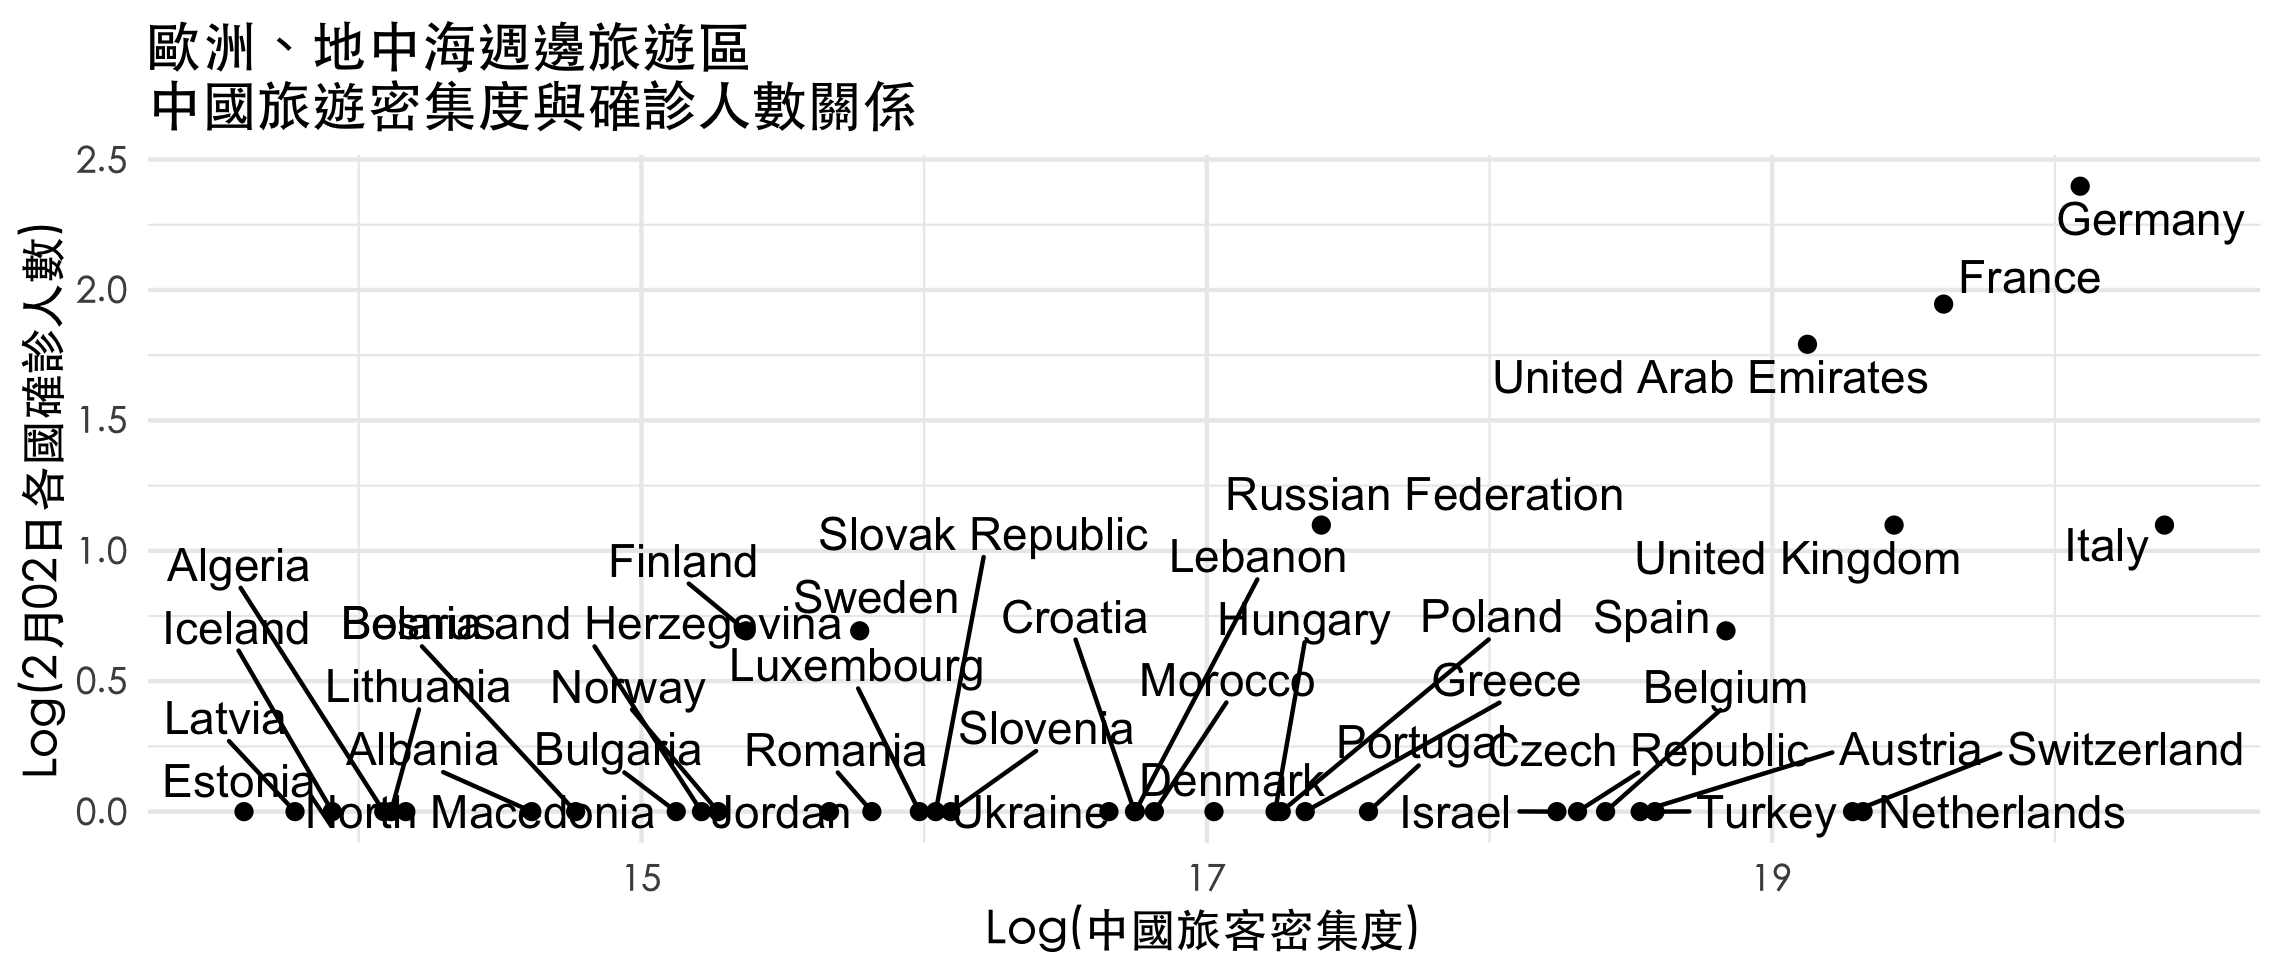 歐洲、地中海週邊旅遊區
中國旅遊密集度與確診人數關係
Log(2月02日各國確診人數)
2.5
2.0
1.5
1.0
0.5
0.0
Germany
France
United Arab Emirates
Russian Federation
Slovak Republic
Italy
Finland
Lebanon
United Kingdom
Algeria
Sweden
Iceland
Belarus
Bosnia and Herzegovina
Croatia
Hungary
Poland
Spain
Luxembourg
Lithuania
Norway
Morocco
Greece
Belgium
Latvia
Slovenia
Albania
Bulgaria
Romania
Portugal
Czech Republic
Austria
Switzerland
Estonia
Denmark
North Macedonia
Jordan
Ukraine
Israel
Turkey
Netherlands
15
17
19
Log(中國旅客密集度)